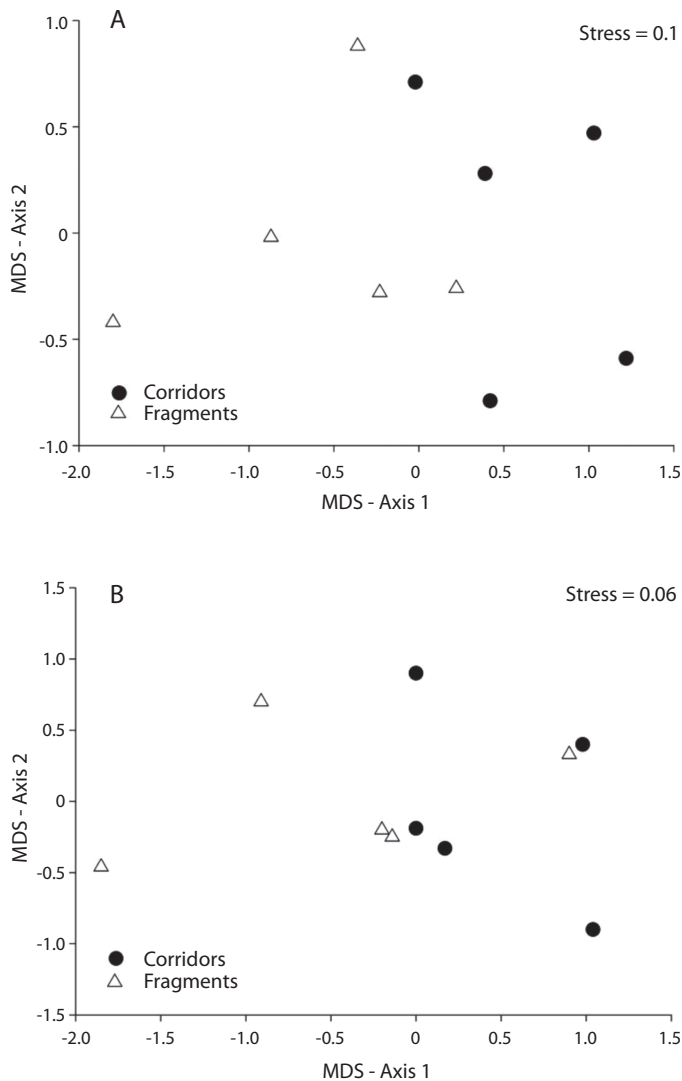 A
Stress = 0.1
1.0
0.5
0
-0.5
-1.0
MDS - Axis 2
Corridors
Fragments
-2.0 -1.5 -1.0 -0.5 0 0.5 1.0 1.5
MDS - Axis 1
B
Stress = 0.06
1.5
1.0
0.5
0
-0.5
-1.0
-1.5
MDS - Axis 2
Corridors
Fragments
-2.0 -1.5 -1.0 -0.5 0 0.5 1.0 1.5
MDS - Axis 1